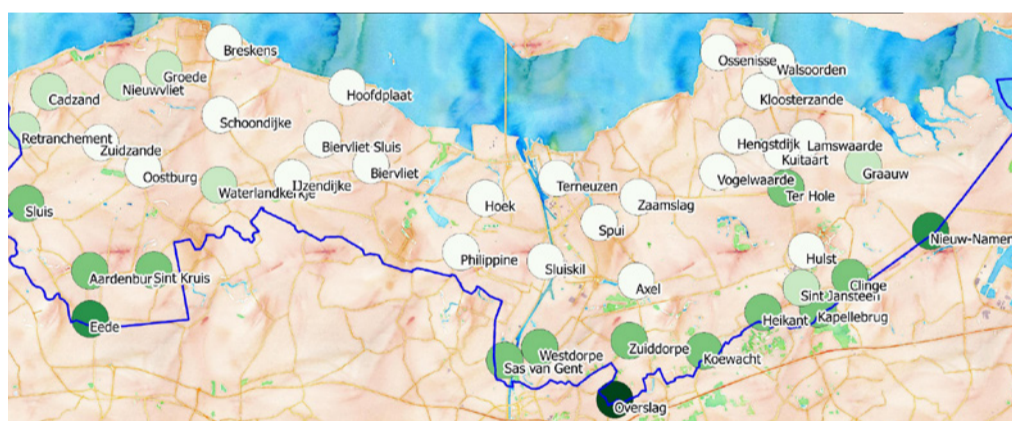 Breskens
Ossenisse
Walsoorden
Groede
Nieuwvliet
Cadzand
Hoofdplaat
Kloosterzande
Schoondijke
Retranchement
Zuidzande
Biervliet Sluis
Hengstdijk
Lamswaarde
Kuitaart
Oostburg
Biervliet
Graauw
IJzendijke
Waterlandkerkje
Terneuzen
Vogelwaarde
Ter Hole
Sluis
Hoek
Zaamslag
Spui
Nieuw-Namen
Philippine
Sluiskil
Hulst
Aardenbur
Sint Kruis
Axel
Clinge
Sint Jansteen
Kapellebrug
Heikant
Eede
Westdorpe
Zuiddorpe
Koewacht
Sas van Gent
Overslag